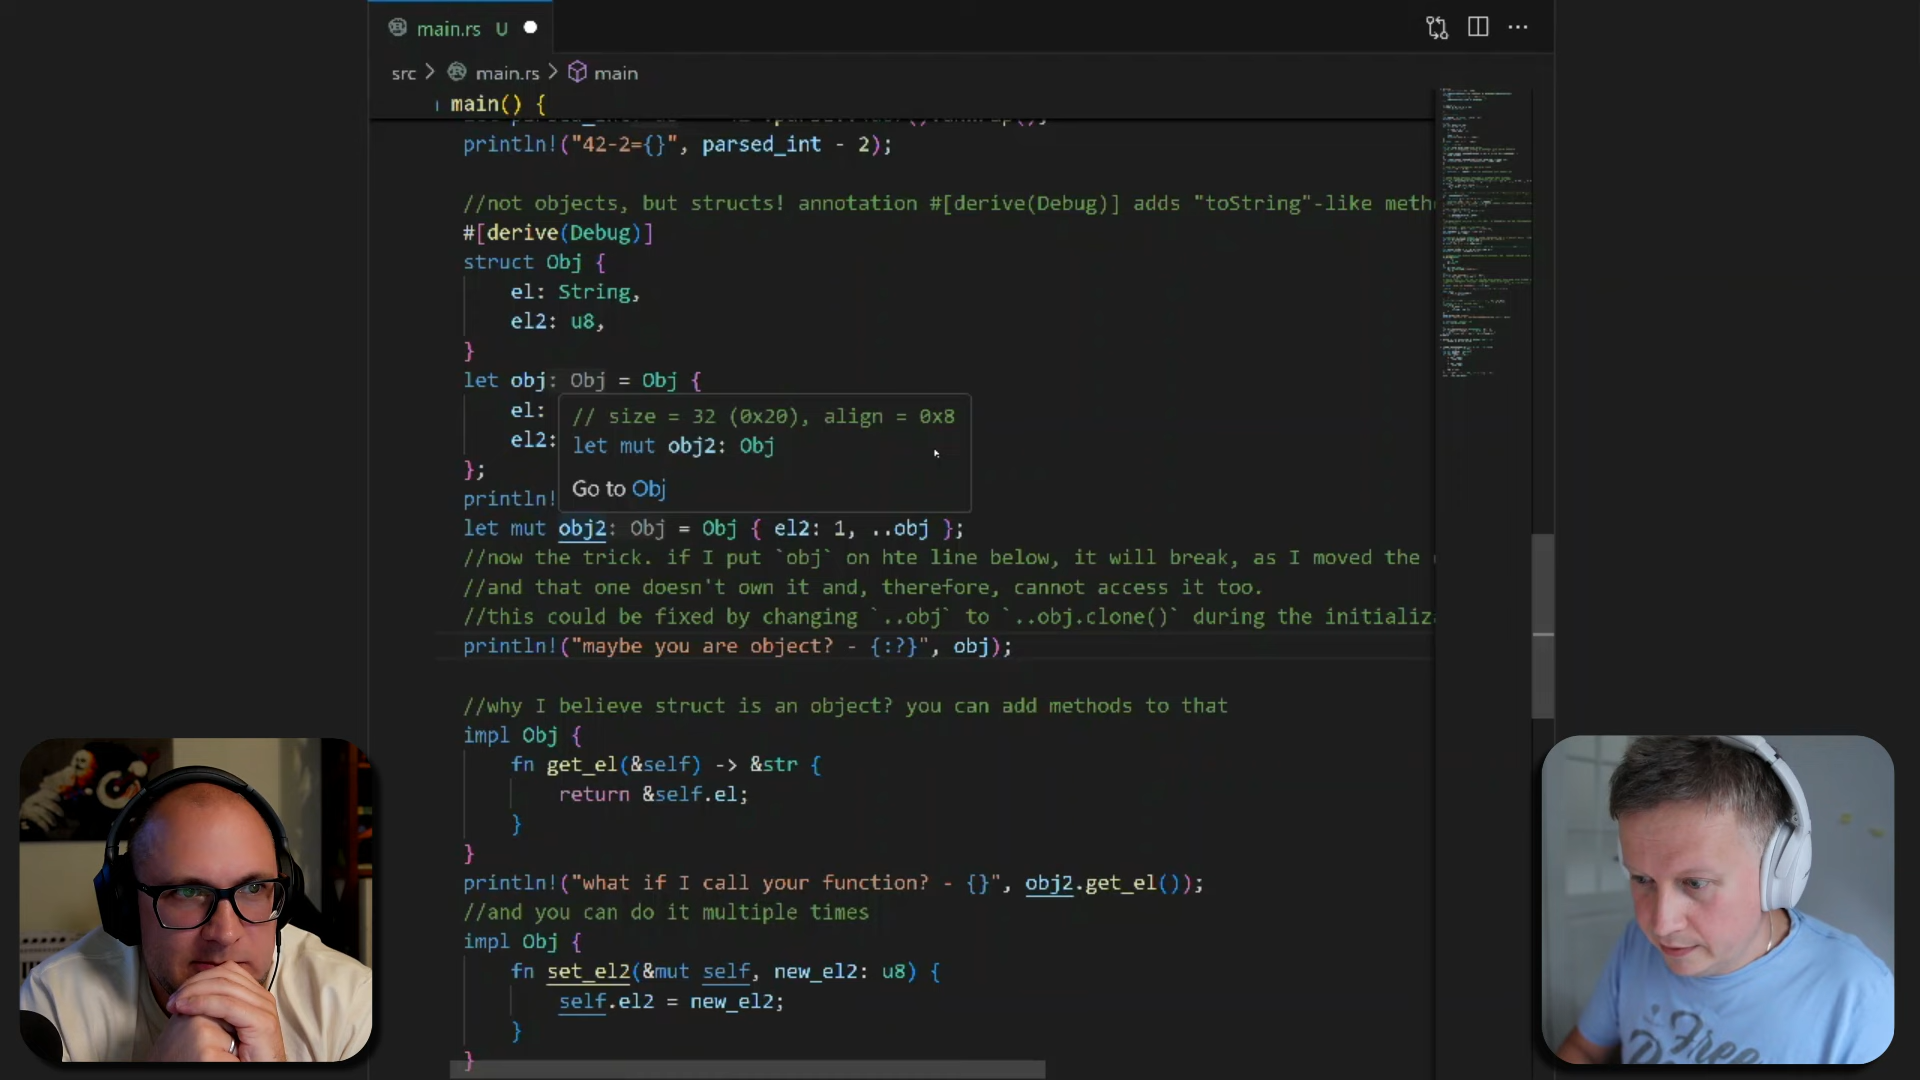 main.rs U
src > main.rs > main
main() {
println!("42-2={}", parsed_int - 2);
//not objects, but structs! annotation #[derive(Debug)] adds "toString"-like meth
#[derive(Debug)]
struct Obj {
el: String,
el2: u8,
}
let obj: Obj = Obj {
el:
el2:
};
println!
// size = 32 (0x20), align = 0x8
let mut obj2: Obj
Go to Obj
let mut obj2: Obj = Obj { el2: 1, ..obj };
//now the trick. if I put `obj` on hte line below, it will break, as I moved the
//and that one doesn't own it and, therefore, cannot access it too.
//this could be fixed by changing `..obj` to `..obj.clone()` during the initializ
println!("maybe you are object? - {:?}", obj);
//why I believe struct is an object? you can add methods to that
impl Obj {
fn get_el(&self) -> &str {
return &self.el;
}
}
println!("what if I call your function? - {}", obj2.get_el());
//and you can do it multiple times
impl Obj {
fn set_el2(&mut self, new_el2: u8) {
self.el2 = new_el2;
}
}
Free